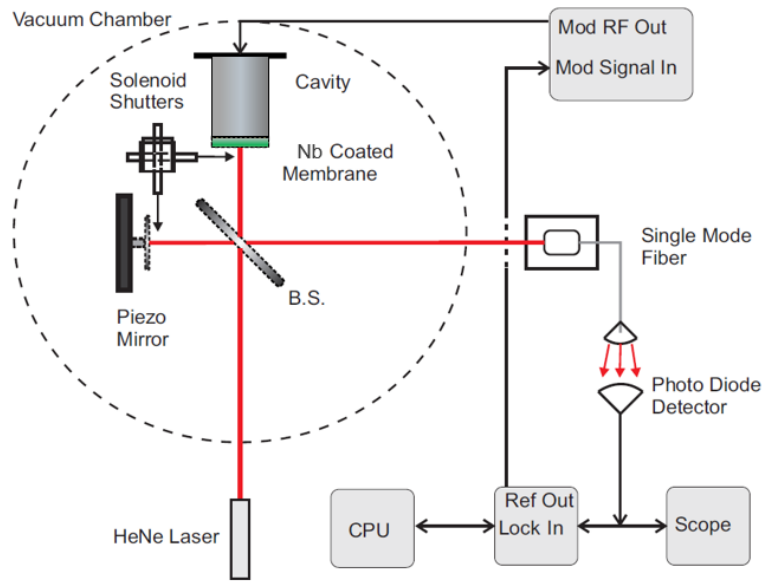 Vacuum Chamber
Mod RF Out
Mod Signal In
Solenoid
Shutters
Cavity
Nb Coated
Membrane
Single Mode
Fiber
B.S.
Piezo
Mirror
Photo Diode
Detector
HeNe Laser
CPU
Ref Out
Lock In
Scope